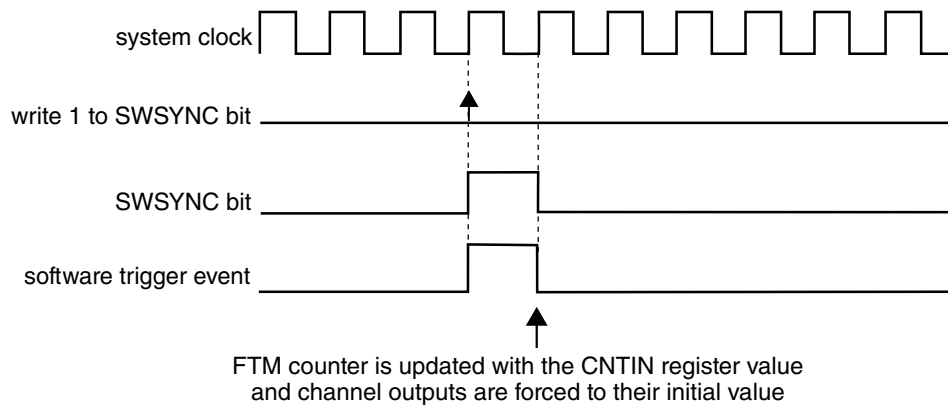 system clock
write 1 to SWSYNC bit
SWSYNC bit
software trigger event
FTM counter is updated with the CNTIN register value
and channel outputs are forced to their initial value